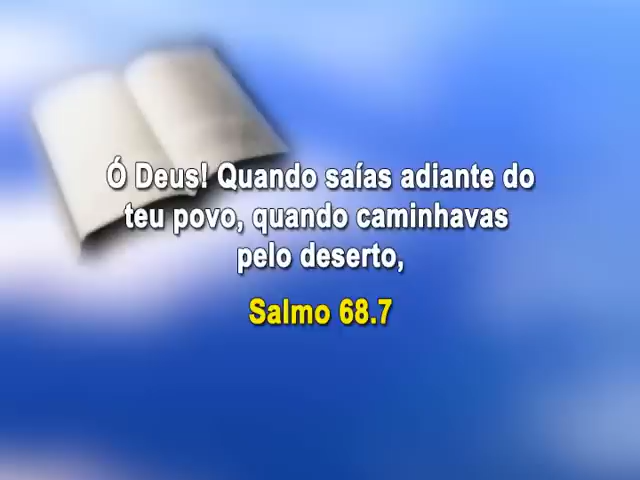 Ó Deus! Quando saías adiante do
teu povo, quando caminhavas
pelo deserto,
Salmo 68.7